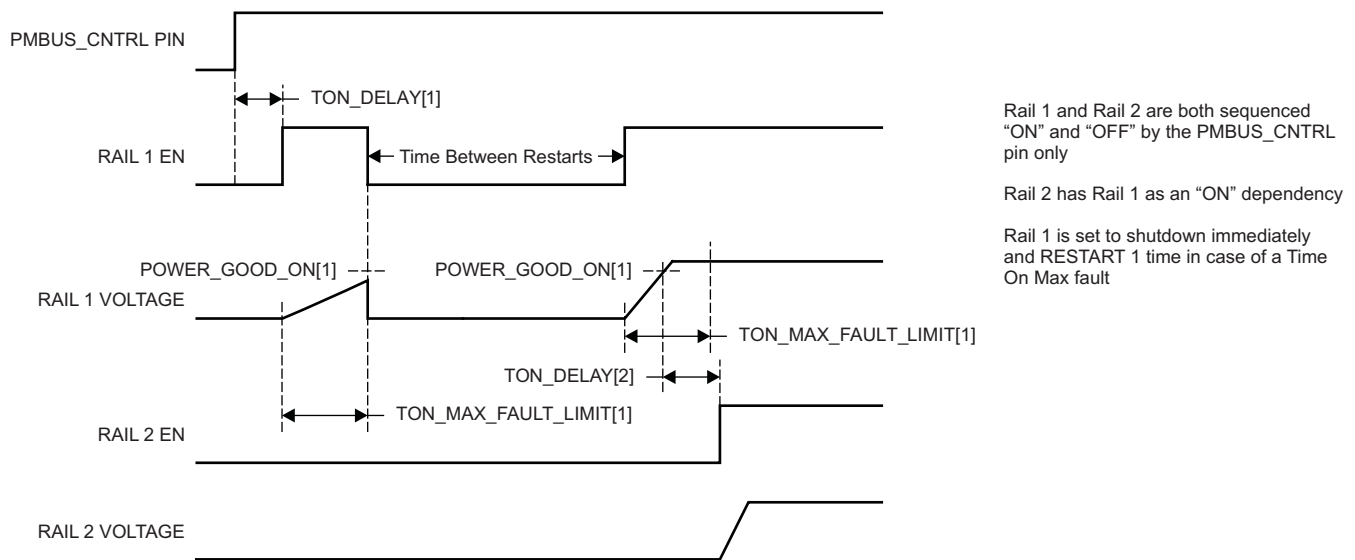 PMBUS_CNTRL PIN
TON_DELAY[1]
RAIL 1 EN
Time Between Restarts
POWER_GOOD_ON[1]
POWER_GOOD_ON[1]
RAIL 1 VOLTAGE
TON_MAX_FAULT_LIMIT[1]
TON_DELAY[2]
TON_MAX_FAULT_LIMIT[1]
RAIL 2 EN
RAIL 2 VOLTAGE
Rail 1 and Rail 2 are both sequenced
“ON” and “OFF” by the PMBUS_CNTRL
pin only
Rail 2 has Rail 1 as an “ON” dependency
Rail 1 is set to shutdown immediately
and RESTART 1 time in case of a Time
On Max fault